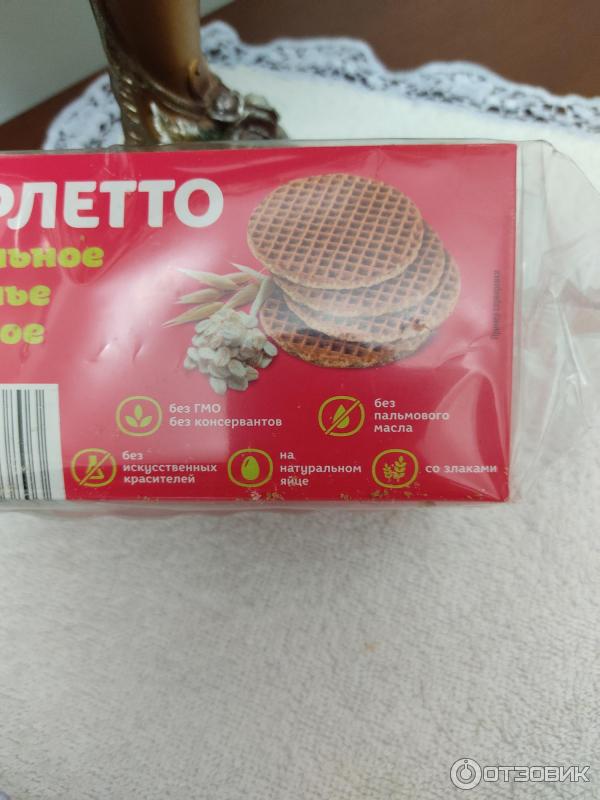 РЛЕТТО
льное
ье
ое
без ГМО
без консервантов
без
пальмового
масла
без
искусственных
красителей
на
натуральном
яйце
со злаками
ОТЗОВИК